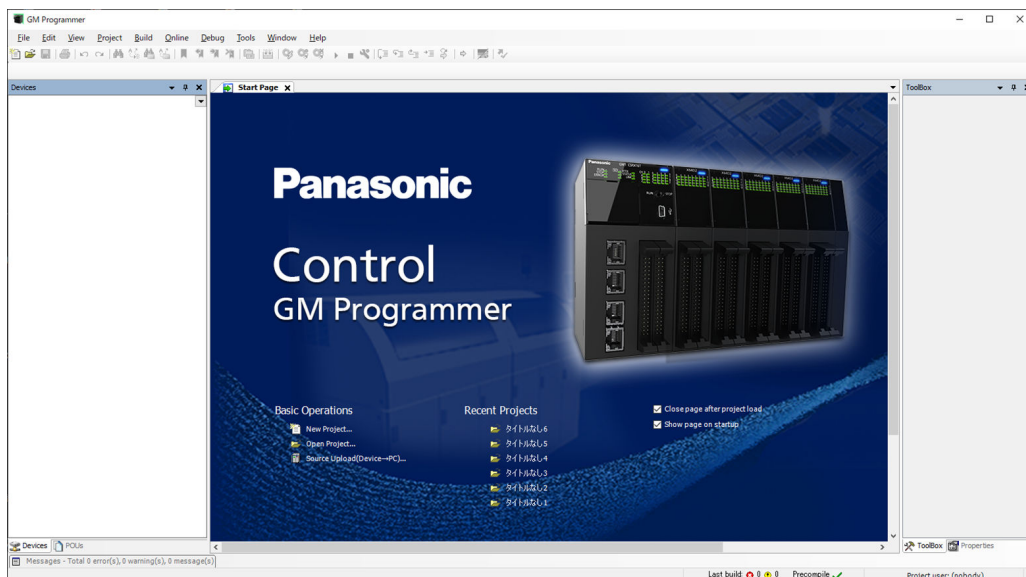 GM Programmer
File Edit View Project Build Online Debug Tools Window Help
Devices
Start Page
ToolBox
Panasonic
Control
GM Programmer
Basic Operations
New Project...
Open Project...
Source Upload(Device→PC)...
Recent Projects
タイトルなし6
タイトルなし5
タイトルなし4
タイトルなし3
タイトルなし2
タイトルなし1
Close page after project load
Show page on startup
Devices POUs
ToolBox Properties
Messages - Total 0 error(s), 0 warning(s), 0 message(s)
Last build: 0 0 Precompile Project user: (nobody)